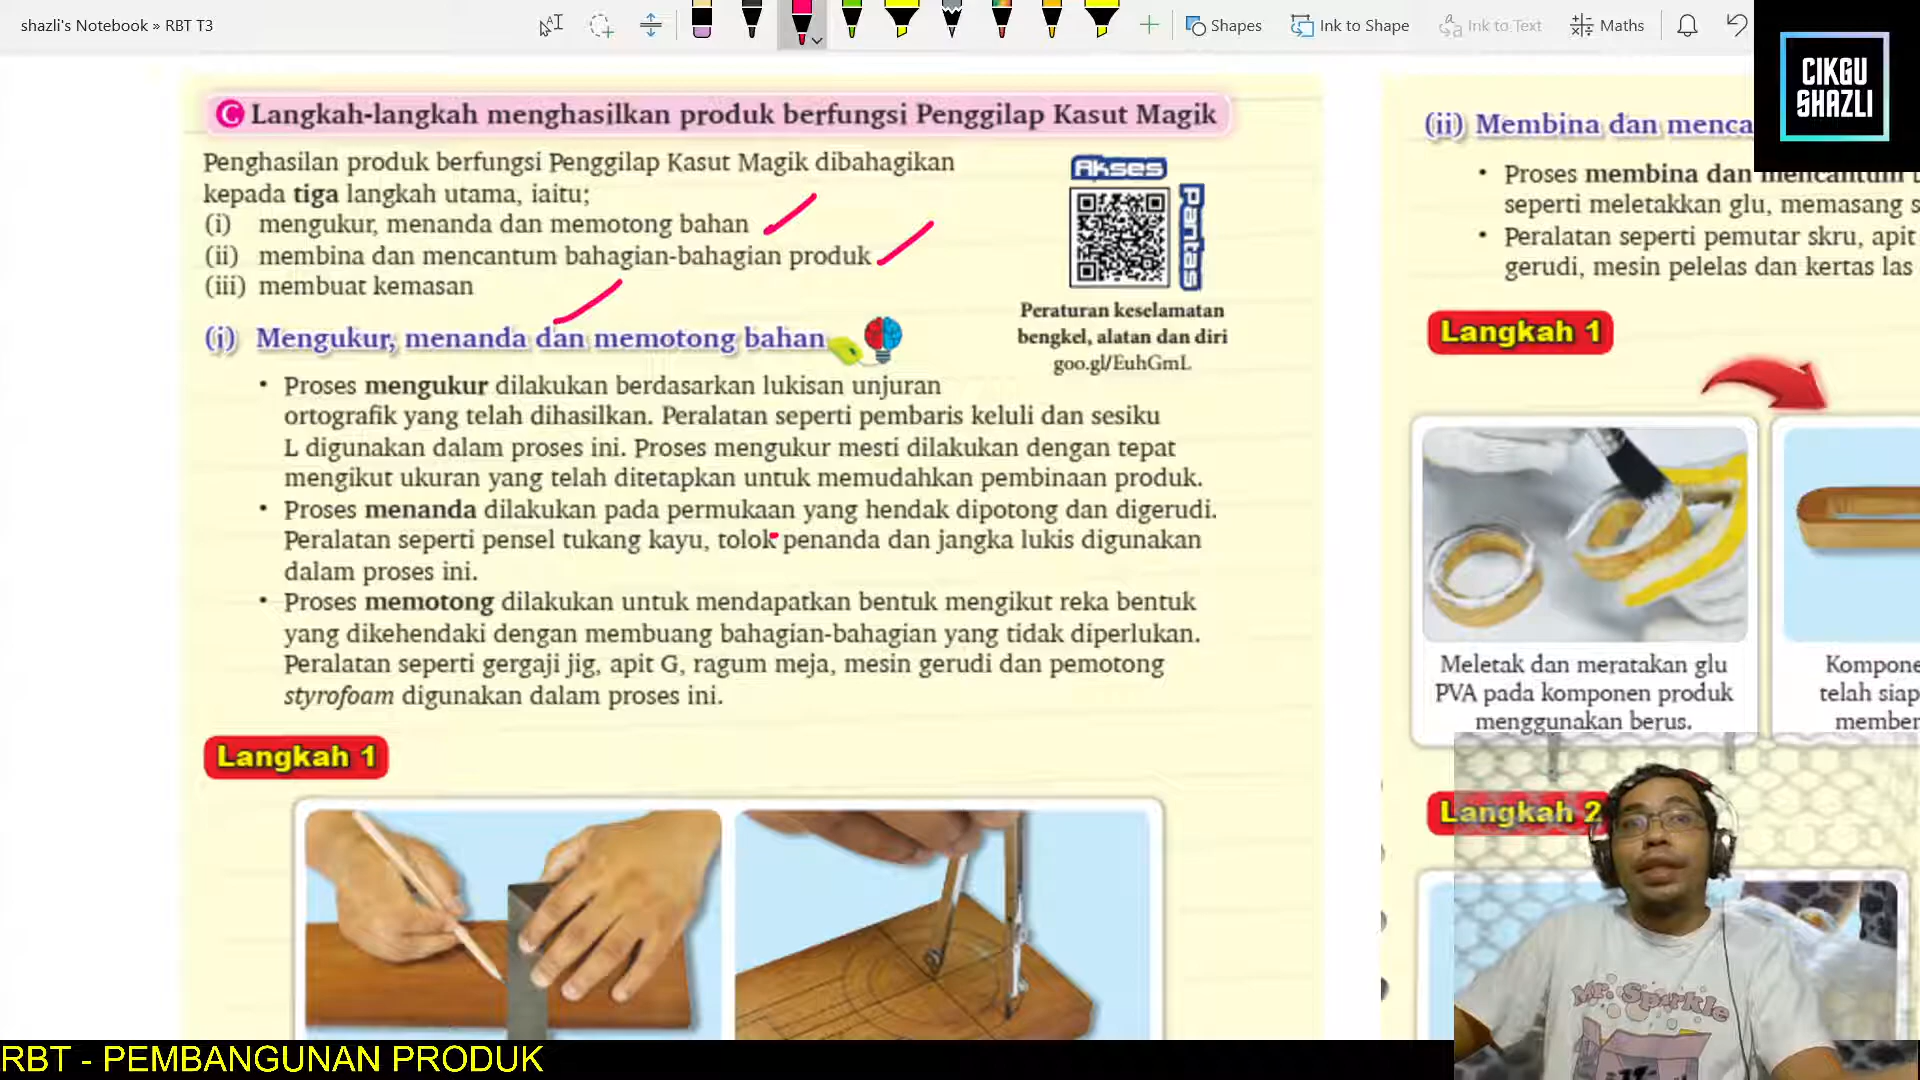 shazli's Notebook » RBT T3
Shapes
Ink to Shape
Ink to Text
Maths
CIKGU
SHAZLI
C Langkah-langkah menghasilkan produk berfungsi Penggilap Kasut Magik
Penghasilan produk berfungsi Penggilap Kasut Magik dibahagikan
kepada tiga langkah utama, iaitu;
(i) mengukur, menanda dan memotong bahan
(ii) membina dan mencantum bahagian-bahagian produk
(iii) membuat kemasan
Akses
Pantas
Peraturan keselamatan
bengkel, alatan dan diri
goo.gl/EuhGmL
(i) Mengukur, menanda dan memotong bahan
• Proses mengukur dilakukan berdasarkan lukisan unjuran
ortografik yang telah dihasilkan. Peralatan seperti pembaris keluli dan sesiku
L digunakan dalam proses ini. Proses mengukur mesti dilakukan dengan tepat
mengikut ukuran yang telah ditetapkan untuk memudahkan pembinaan produk.
• Proses menanda dilakukan pada permukaan yang hendak dipotong dan digerudi.
Peralatan seperti pensel tukang kayu, tolok penanda dan jangka lukis digunakan
dalam proses ini.
• Proses memotong dilakukan untuk mendapatkan bentuk mengikut reka bentuk
yang dikehendaki dengan membuang bahagian-bahagian yang tidak diperlukan.
Peralatan seperti gergaji jig, apit G, ragum meja, mesin gerudi dan pemotong
styrofoam digunakan dalam proses ini.
Langkah 1
(ii) Membina dan menca
• Proses membina dan mencantum
seperti meletakkan glu, memasang s
• Peralatan seperti pemutar skru, apit
gerudi, mesin pelelas dan kertas las
Langkah 1
Meletak dan meratakan glu
PVA pada komponen produk
menggunakan berus.
Kompone
telah siap
member
Langkah 2
Mr. Sparkle
RBT - PEMBANGUNAN PRODUK